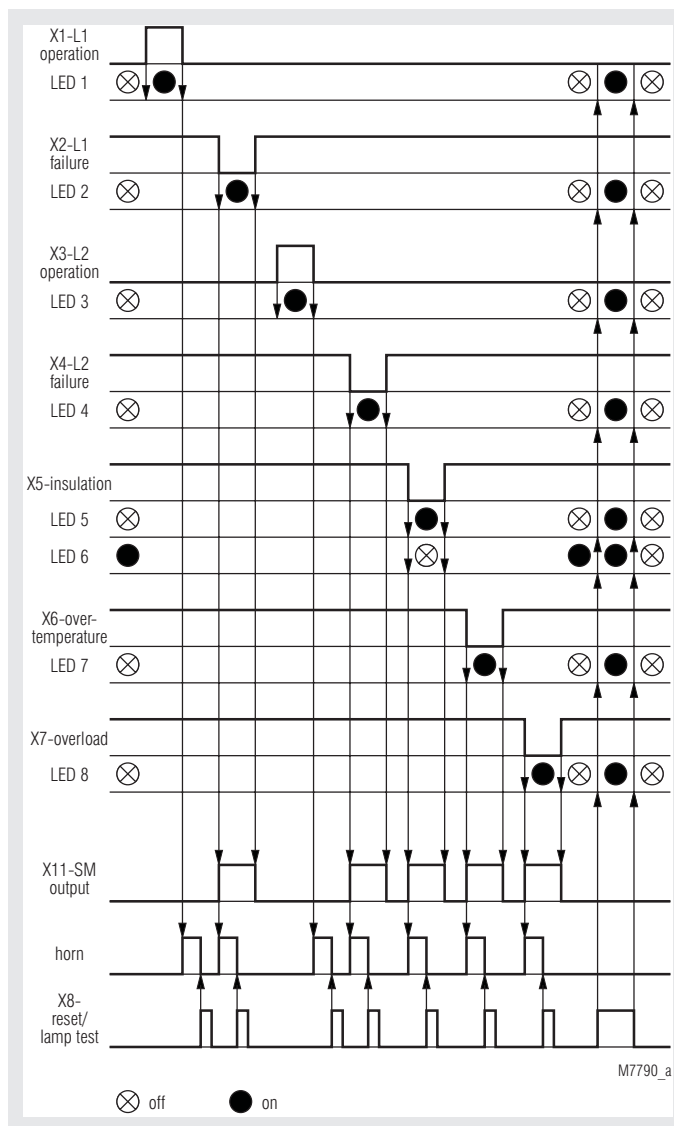 X1-L1
operation
LED 1
X2-L1
failure
LED 2
X3-L2
operation
LED 3
X4-L2
failure
LED 4
X5-insulation
LED 5
LED 6
X6-over-
temperature
LED 7
X7-overload
LED 8
X11-SM
output
horn
X8-
reset/
lamp test
M7790_a
off
on